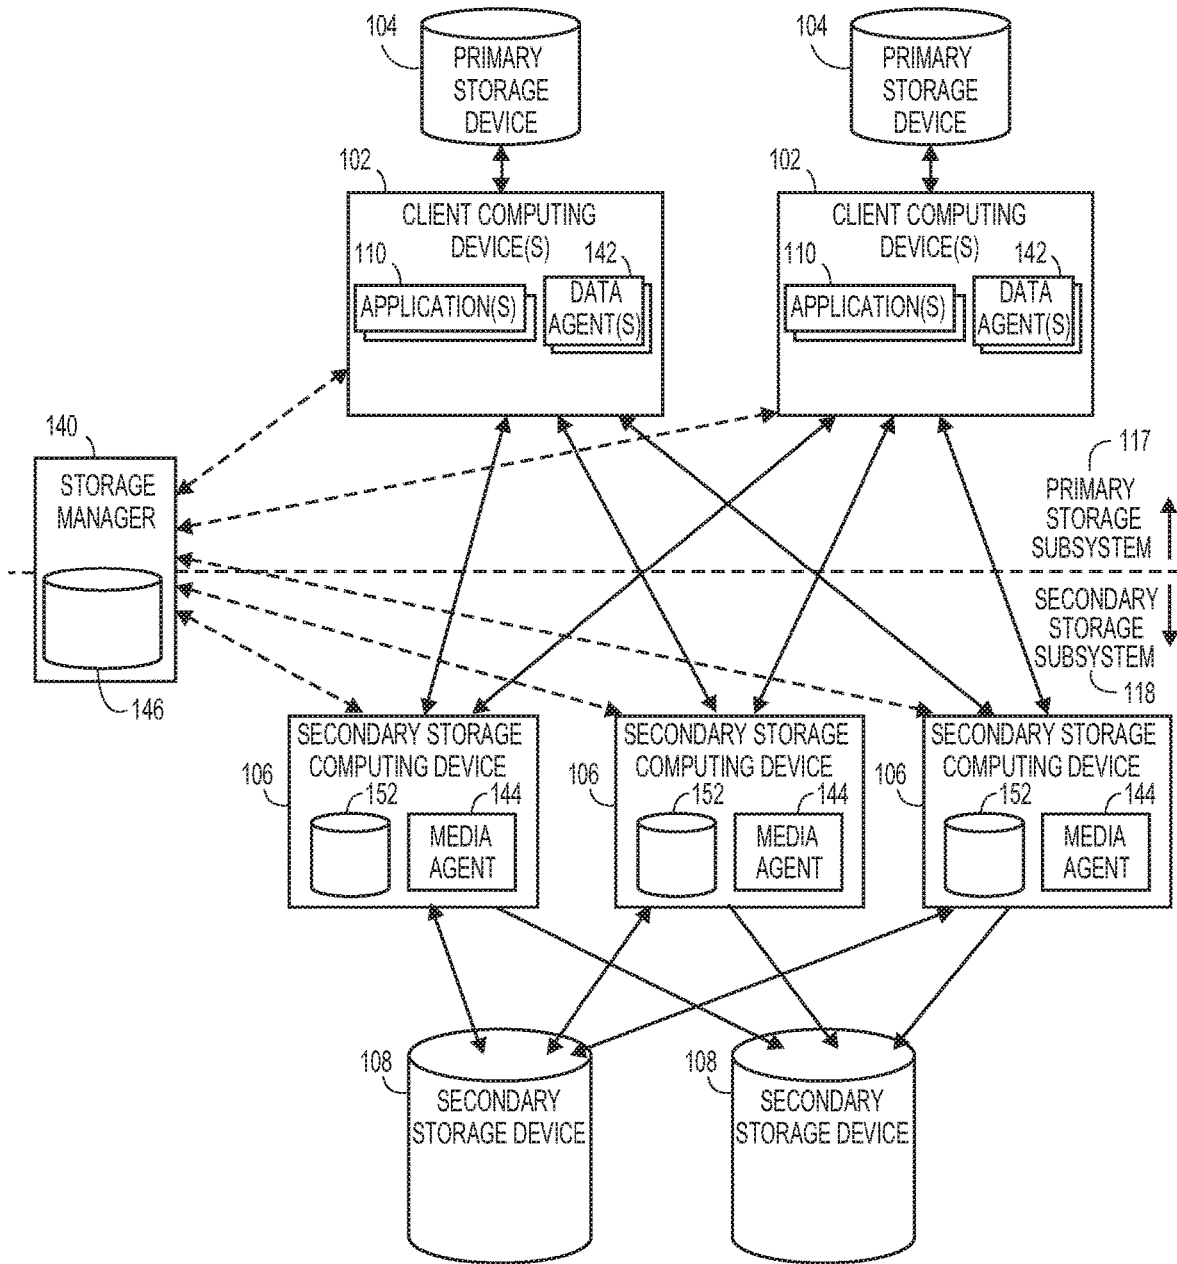 104
PRIMARY
STORAGE
DEVICE
104
PRIMARY
STORAGE
DEVICE
102
CLIENT COMPUTING
DEVICE(S)
110
APPLICATION(S)
142
DATA
AGENT(S)
102
CLIENT COMPUTING
DEVICE(S)
110
APPLICATION(S)
142
DATA
AGENT(S)
140
STORAGE
MANAGER
146
117
PRIMARY
STORAGE
SUBSYSTEM
SECONDARY
STORAGE
SUBSYSTEM
118
SECONDARY STORAGE
COMPUTING DEVICE
106
152
144
MEDIA
AGENT
SECONDARY STORAGE
COMPUTING DEVICE
106
152
144
MEDIA
AGENT
SECONDARY STORAGE
COMPUTING DEVICE
106
152
144
MEDIA
AGENT
108
SECONDARY
STORAGE DEVICE
108
SECONDARY
STORAGE DEVICE